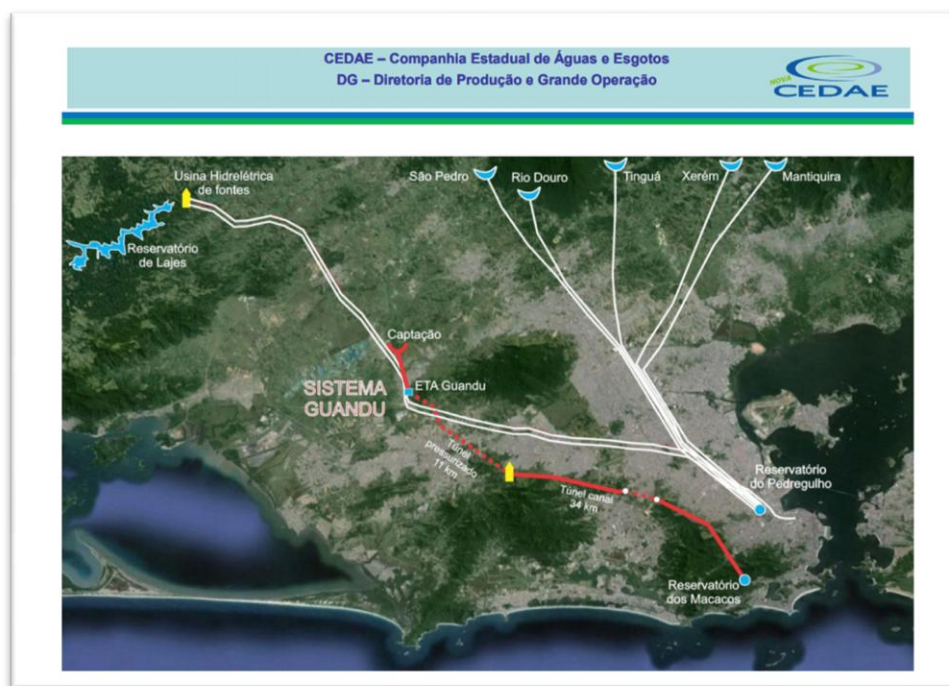 CEDAE – Companhia Estadual de Águas e Esgotos
DG – Diretoria de Produção e Grande Operação
NOVA
CEDAE
Usina Hidrelétrica
de fontes
São Pedro
Rio Douro
Tinguá
Xerém
Mantiquira
Reservatório
de Lajes
Captação
SISTEMA
GUANDU
ETA Guandu
Túnel
pressurizado
11 km
Túnel canal
34 km
Reservatório
do Pedregulho
Reservatório
dos Macacos